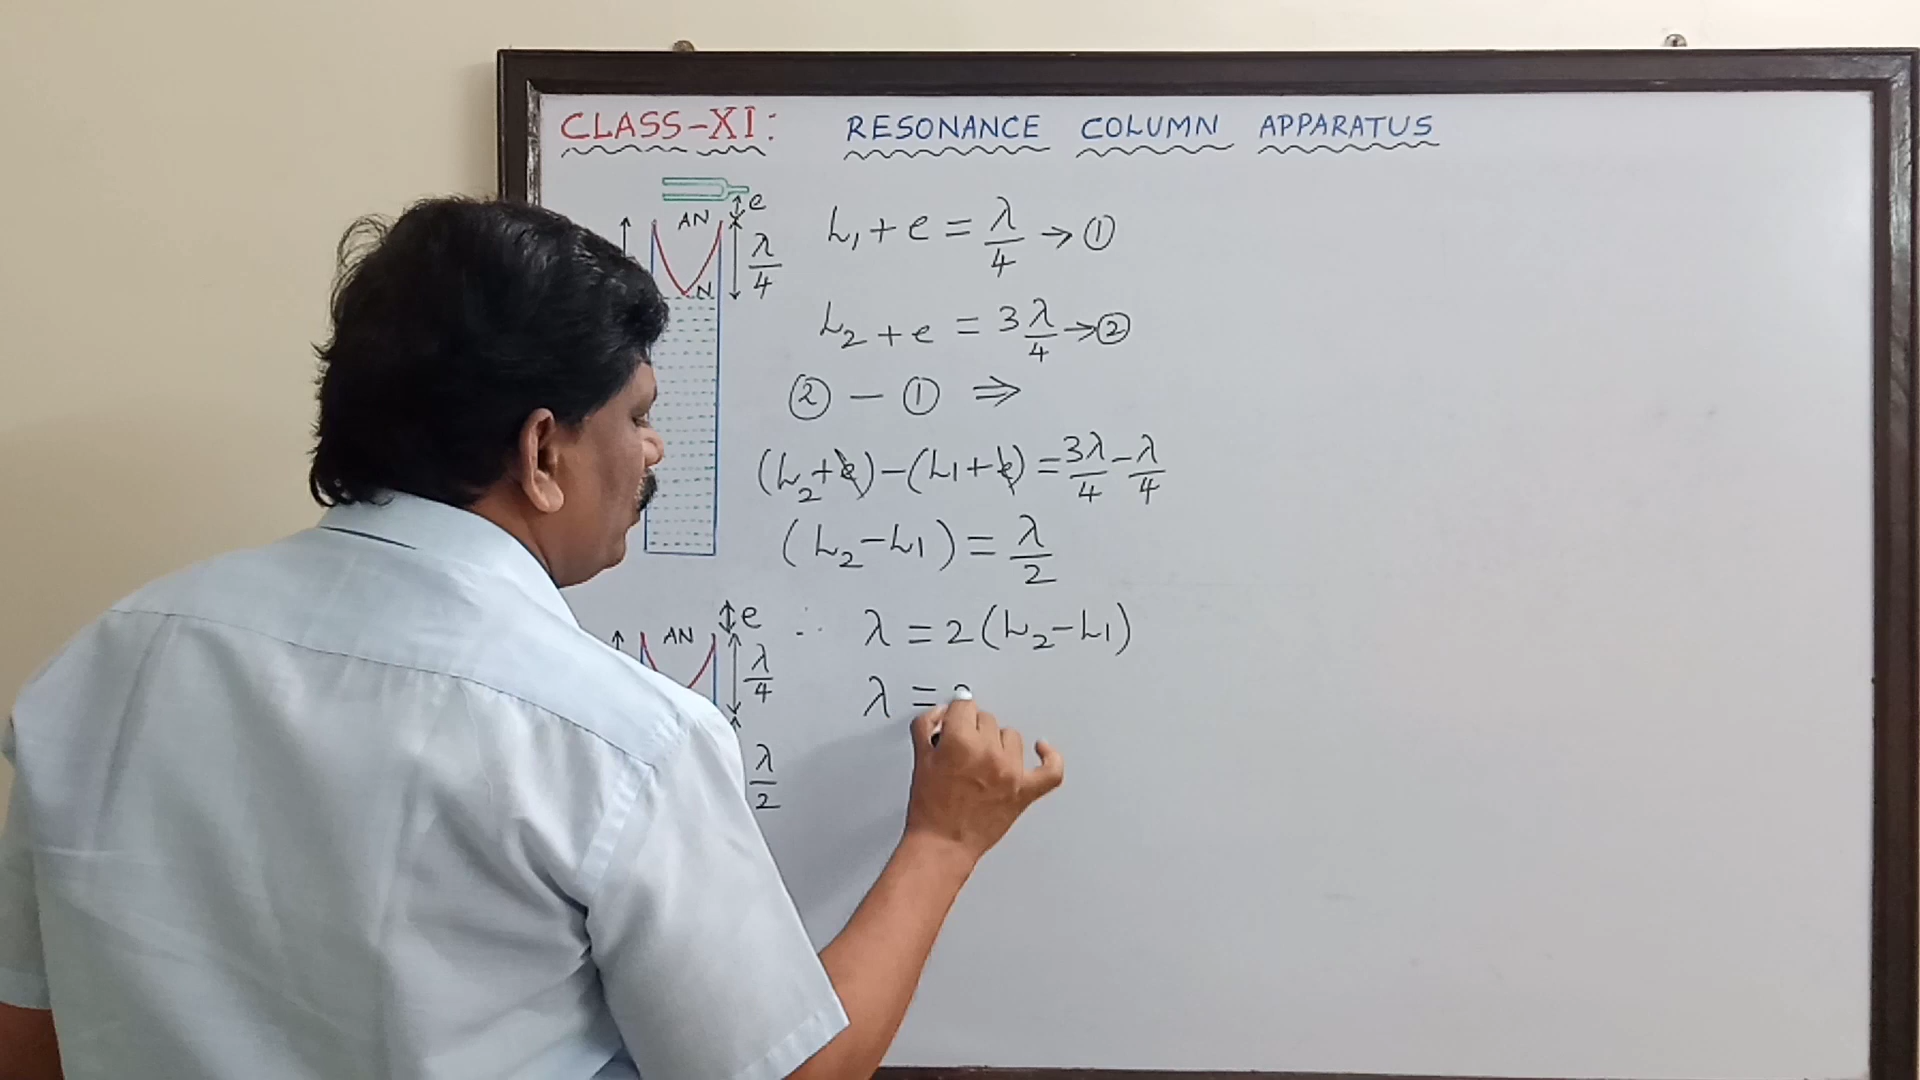 CLASS-XI: RESONANCE COLUMN APPARATUS
e
AN
λ/4
N
L₁ + e = λ/4 → ①
L₂ + e = 3λ/4 → ②
② − ① ⇒
(L₂+e) − (L₁+e) = 3λ/4 − λ/4
(L₂ − L₁) = λ/2
∴ λ = 2(L₂ − L₁)
λ =
e
AN
λ/4
λ/2